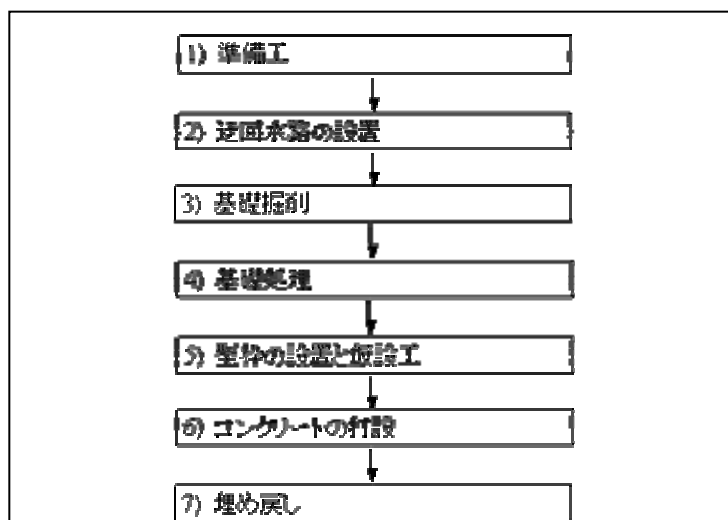 1) 準備工
2) 迂回水路の設置
3) 基礎掘削
4) 基礎処理
5) 型枠の設置と仮設工
6) コンクリートの打設
7) 埋め戻し